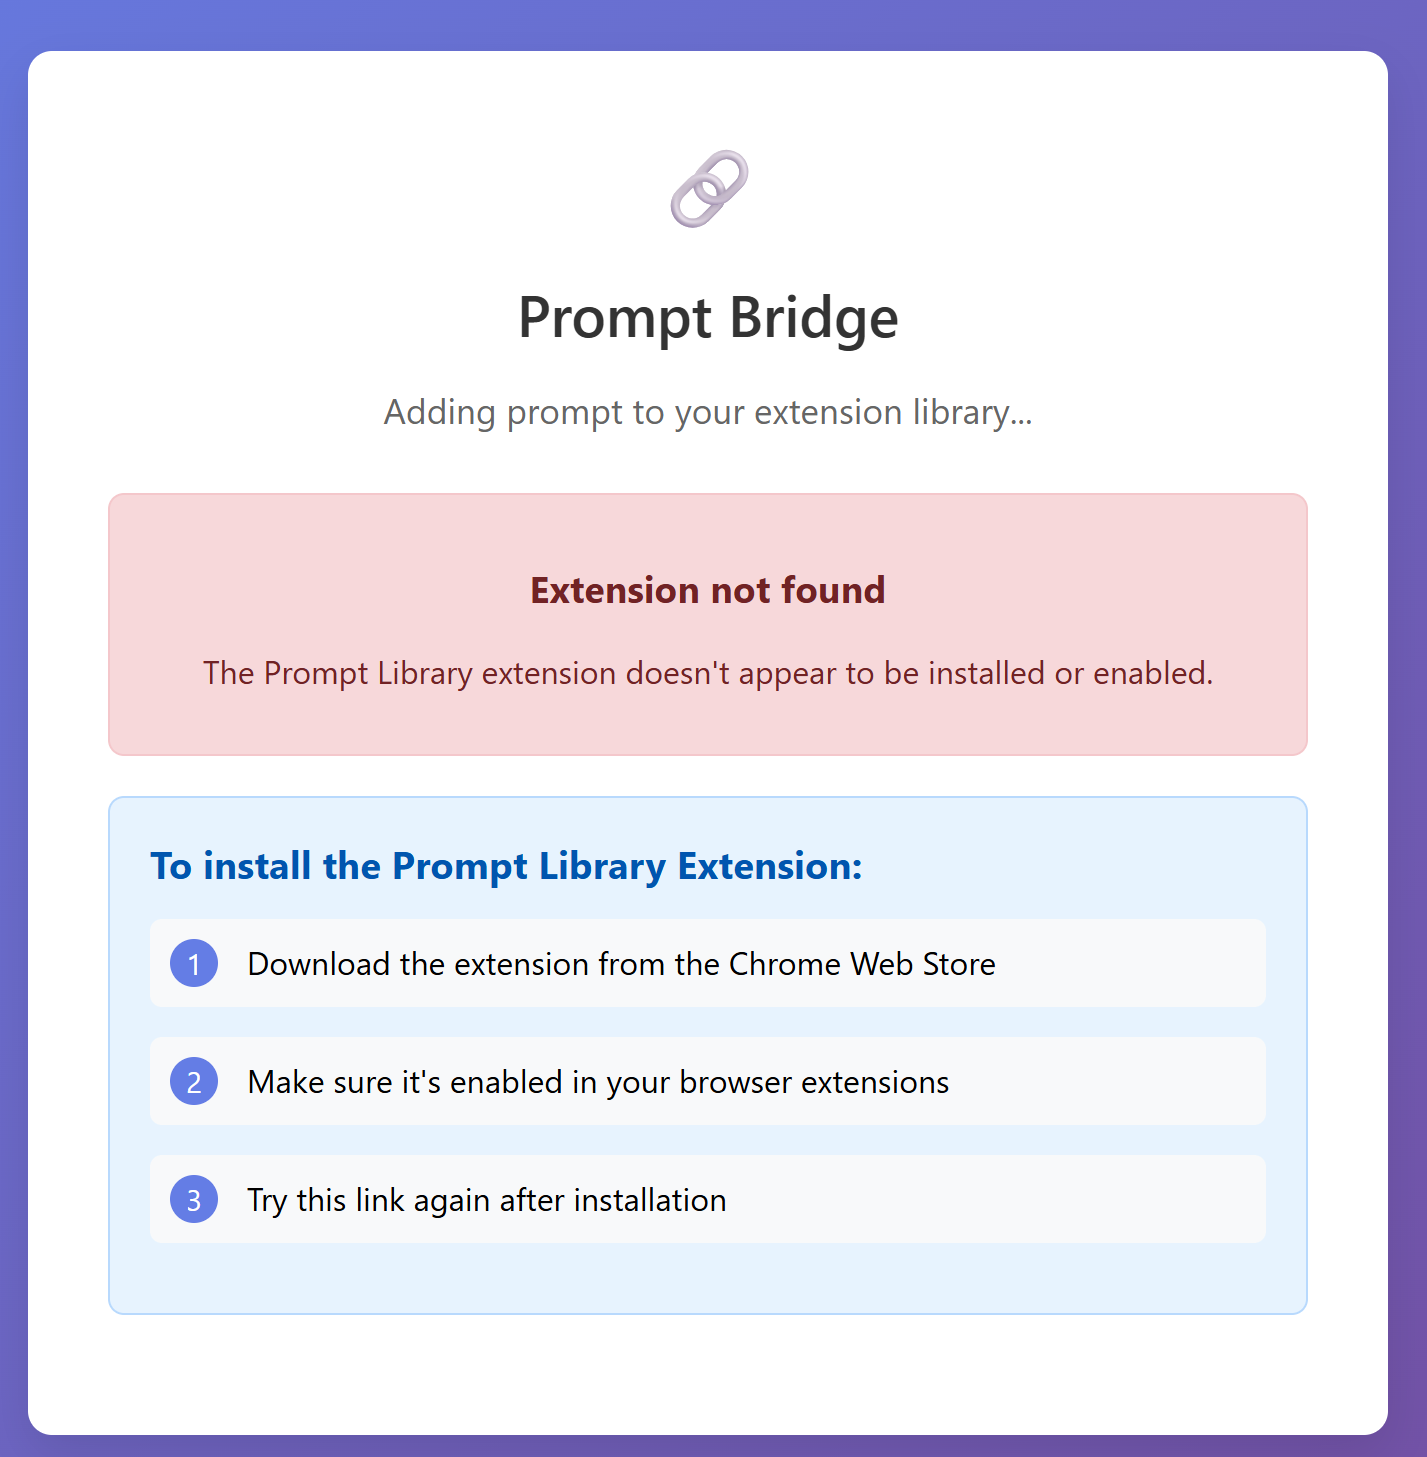 Prompt Bridge
Adding prompt to your extension library...
Extension not found
The Prompt Library extension doesn't appear to be installed or enabled.
To install the Prompt Library Extension:
1 Download the extension from the Chrome Web Store
2 Make sure it's enabled in your browser extensions
3 Try this link again after installation